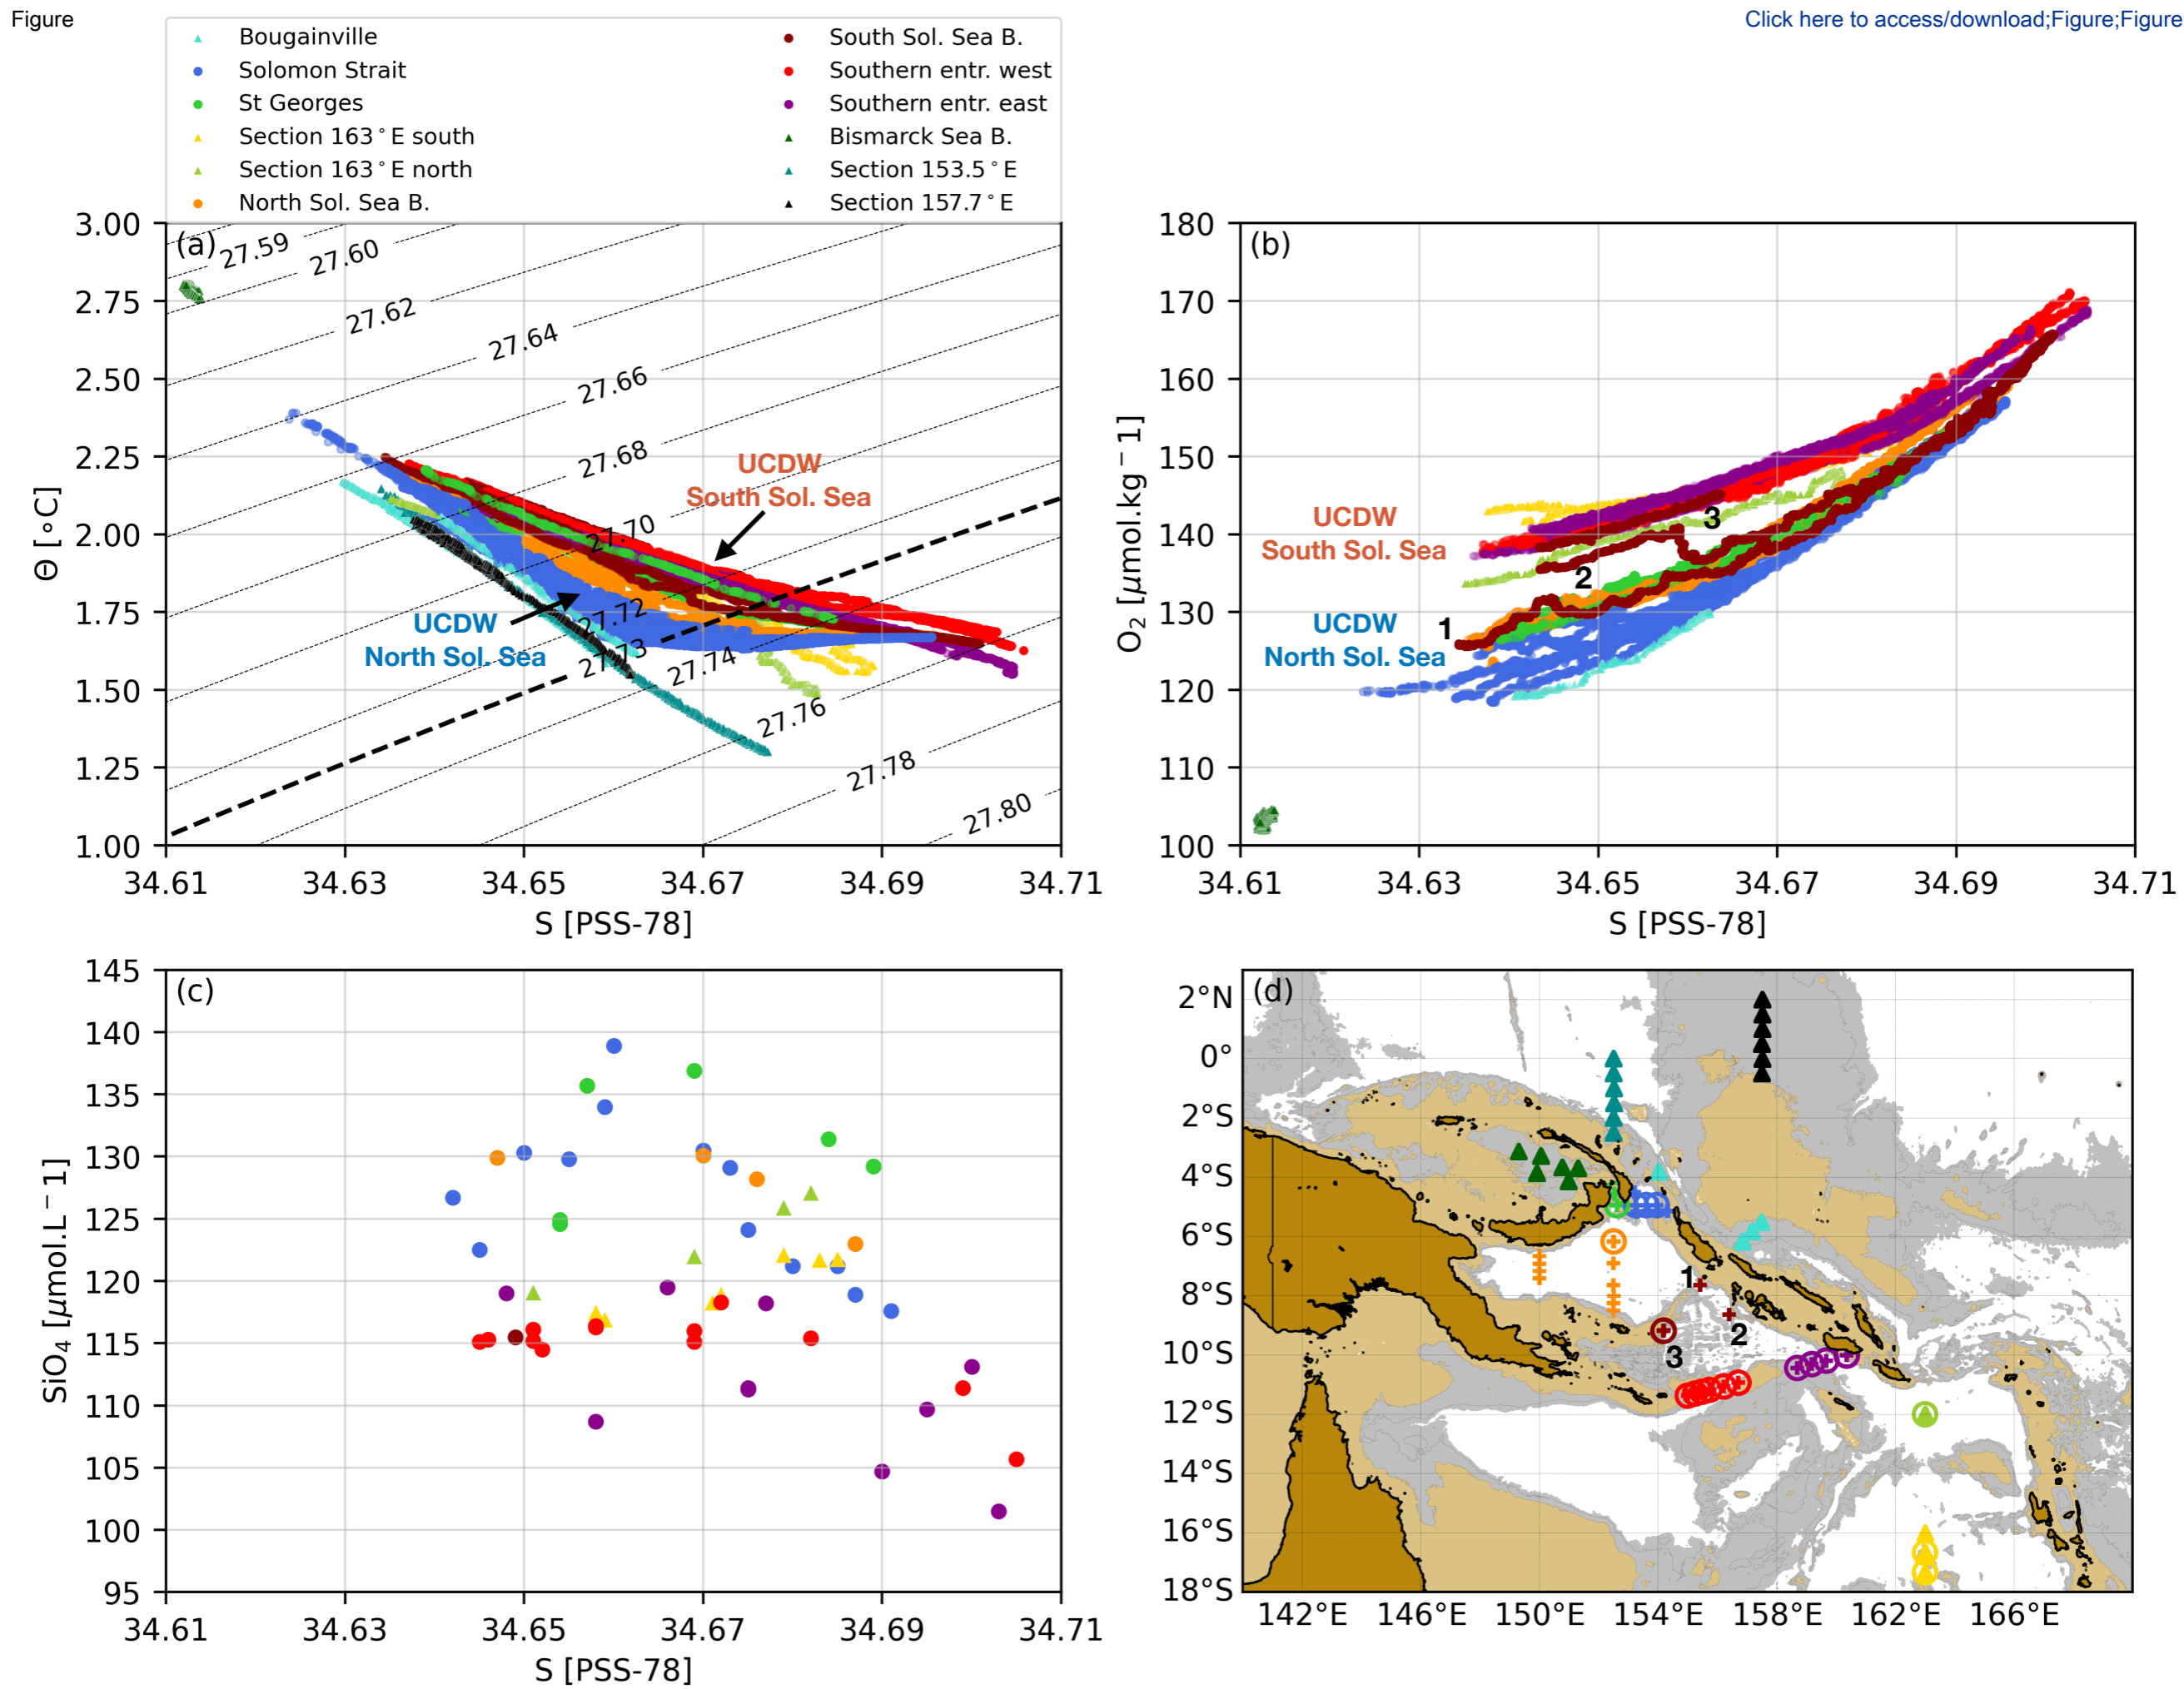 Figure
Click here to access/download;Figure;Figure
Bougainville
Solomon Strait
St Georges
Section 163°E south
Section 163°E north
North Sol. Sea B.
South Sol. Sea B.
Southern entr. west
Southern entr. east
Bismarck Sea B.
Section 153.5°E
Section 157.7°E
(a)
3.00
2.75
2.50
2.25
2.00
1.75
1.50
1.25
1.00
Θ [∘C]
27.59
27.60
27.62
27.64
27.66
27.68
27.70
27.72
27.73
27.74
27.76
27.78
27.80
UCDW
South Sol. Sea
UCDW
North Sol. Sea
34.61 34.63 34.65 34.67 34.69 34.71
S [PSS-78]
(b)
180
170
160
150
140
130
120
110
100
O₂ [μmol.kg−1]
UCDW
South Sol. Sea
UCDW
North Sol. Sea
3
2
1
34.61 34.63 34.65 34.67 34.69 34.71
S [PSS-78]
(c)
145
140
135
130
125
120
115
110
105
100
95
SiO₄ [μmol.L−1]
34.61 34.63 34.65 34.67 34.69 34.71
S [PSS-78]
(d)
2°N
0°
2°S
4°S
6°S
8°S
10°S
12°S
14°S
16°S
18°S
1
2
3
142°E 146°E 150°E 154°E 158°E 162°E 166°E